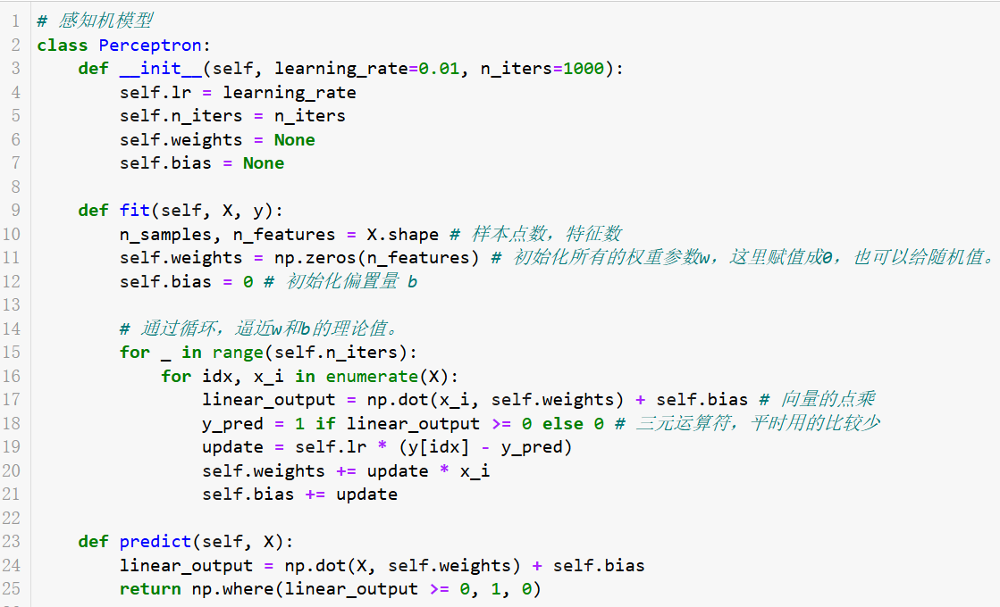 1 # 感知机模型
2 class Perceptron:
3     def __init__(self, learning_rate=0.01, n_iters=1000):
4         self.lr = learning_rate
5         self.n_iters = n_iters
6         self.weights = None
7         self.bias = None
8
9     def fit(self, X, y):
10         n_samples, n_features = X.shape # 样本点数，特征数
11         self.weights = np.zeros(n_features) # 初始化所有的权重参数w，这里赋值成0，也可以给随机值。
12         self.bias = 0 # 初始化偏置量 b
13
14         # 通过循环，逼近w和b的理论值。
15         for _ in range(self.n_iters):
16             for idx, x_i in enumerate(X):
17                 linear_output = np.dot(x_i, self.weights) + self.bias # 向量的点乘
18                 y_pred = 1 if linear_output >= 0 else 0 # 三元运算符，平时用的比较少
19                 update = self.lr * (y[idx] - y_pred)
20                 self.weights += update * x_i
21                 self.bias += update
22
23     def predict(self, X):
24         linear_output = np.dot(X, self.weights) + self.bias
25         return np.where(linear_output >= 0, 1, 0)